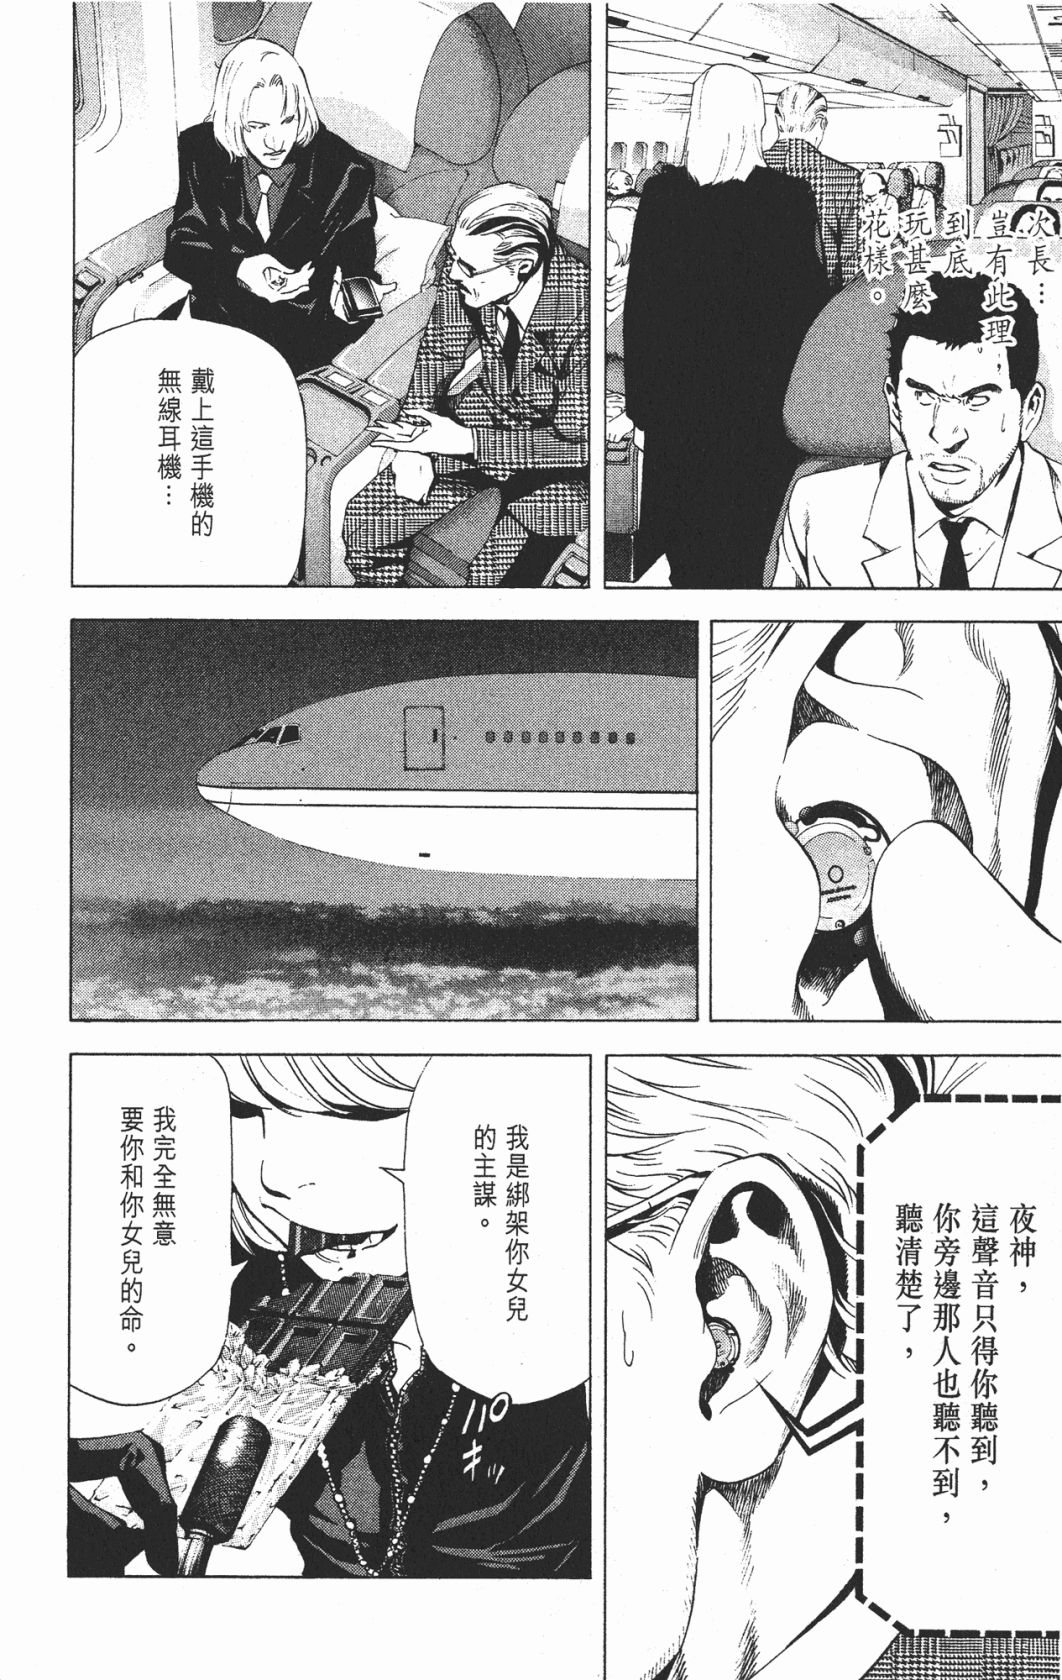 次長…
豈有此理
到底
玩甚麼
花樣。
戴上這手機的
無線耳機…
夜神，
這聲音只得你聽到，
你旁邊那人也聽不到，
聽清楚了，
我是綁架你女兒
的主謀。
パキッ
我完全無意
要你和你女兒的命。